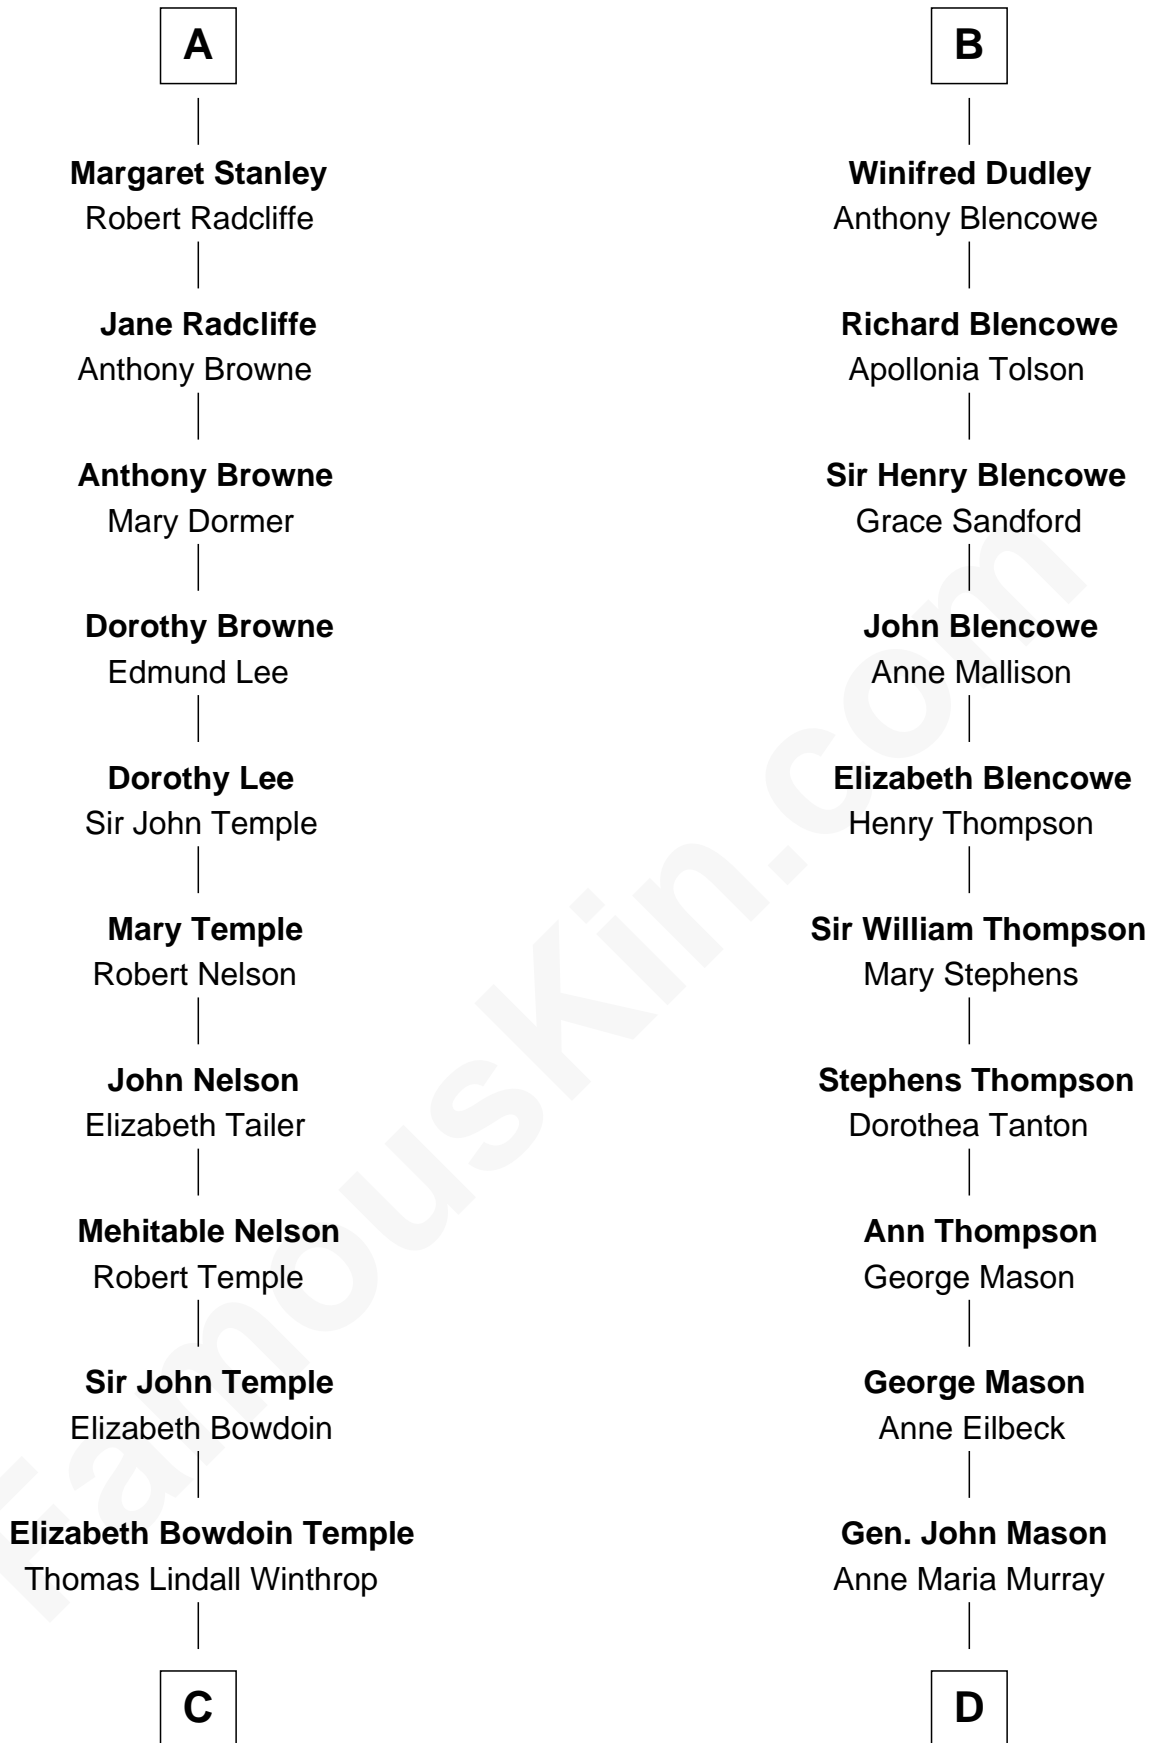 A
Margaret Stanley
Robert Radcliffe
Jane Radcliffe
Anthony Browne
Anthony Browne
Mary Dormer
Dorothy Browne
Edmund Lee
Dorothy Lee
Sir John Temple
Mary Temple
Robert Nelson
John Nelson
Elizabeth Tailer
Mehitable Nelson
Robert Temple
Sir John Temple
Elizabeth Bowdoin
Elizabeth Bowdoin Temple
Thomas Lindall Winthrop
C
B
Winifred Dudley
Anthony Blencowe
Richard Blencowe
Apollonia Tolson
Sir Henry Blencowe
Grace Sandford
John Blencowe
Anne Mallison
Elizabeth Blencowe
Henry Thompson
Sir William Thompson
Mary Stephens
Stephens Thompson
Dorothea Tanton
Ann Thompson
George Mason
George Mason
Anne Eilbeck
Gen. John Mason
Anne Maria Murray
D
FamousKin.com